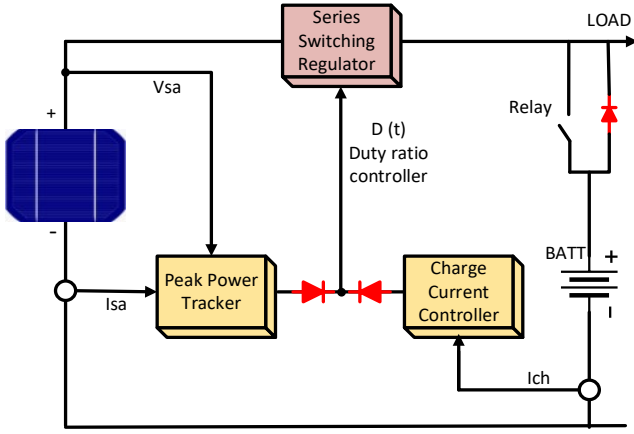 Series
Switching
Regulator
LOAD
Vsa
+
D (t)
Duty ratio
controller
Relay
-
BATT
+
Peak Power
Tracker
Charge
Current
Controller
Isa
Ich
-